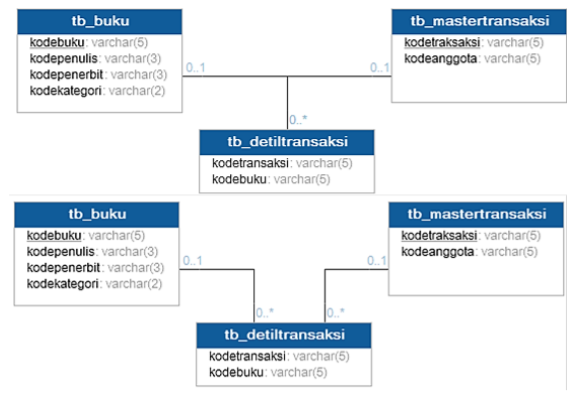 tb_buku
kodebuku: varchar(5)
kodepenulis: varchar(3)
kodepenerbit: varchar(3)
kodekategori: varchar(2)
tb_mastertransaksi
kodetraksaksi: varchar(5)
kodeanggota: varchar(5)
0..1
0..1
0..*
tb_detiltransaksi
kodetransaksi: varchar(5)
kodebuku: varchar(5)
tb_buku
kodebuku: varchar(5)
kodepenulis: varchar(3)
kodepenerbit: varchar(3)
kodekategori: varchar(2)
tb_mastertransaksi
kodetraksaksi: varchar(5)
kodeanggota: varchar(5)
0..1
0..1
0..*
0..*
tb_detiltransaksi
kodetransaksi: varchar(5)
kodebuku: varchar(5)